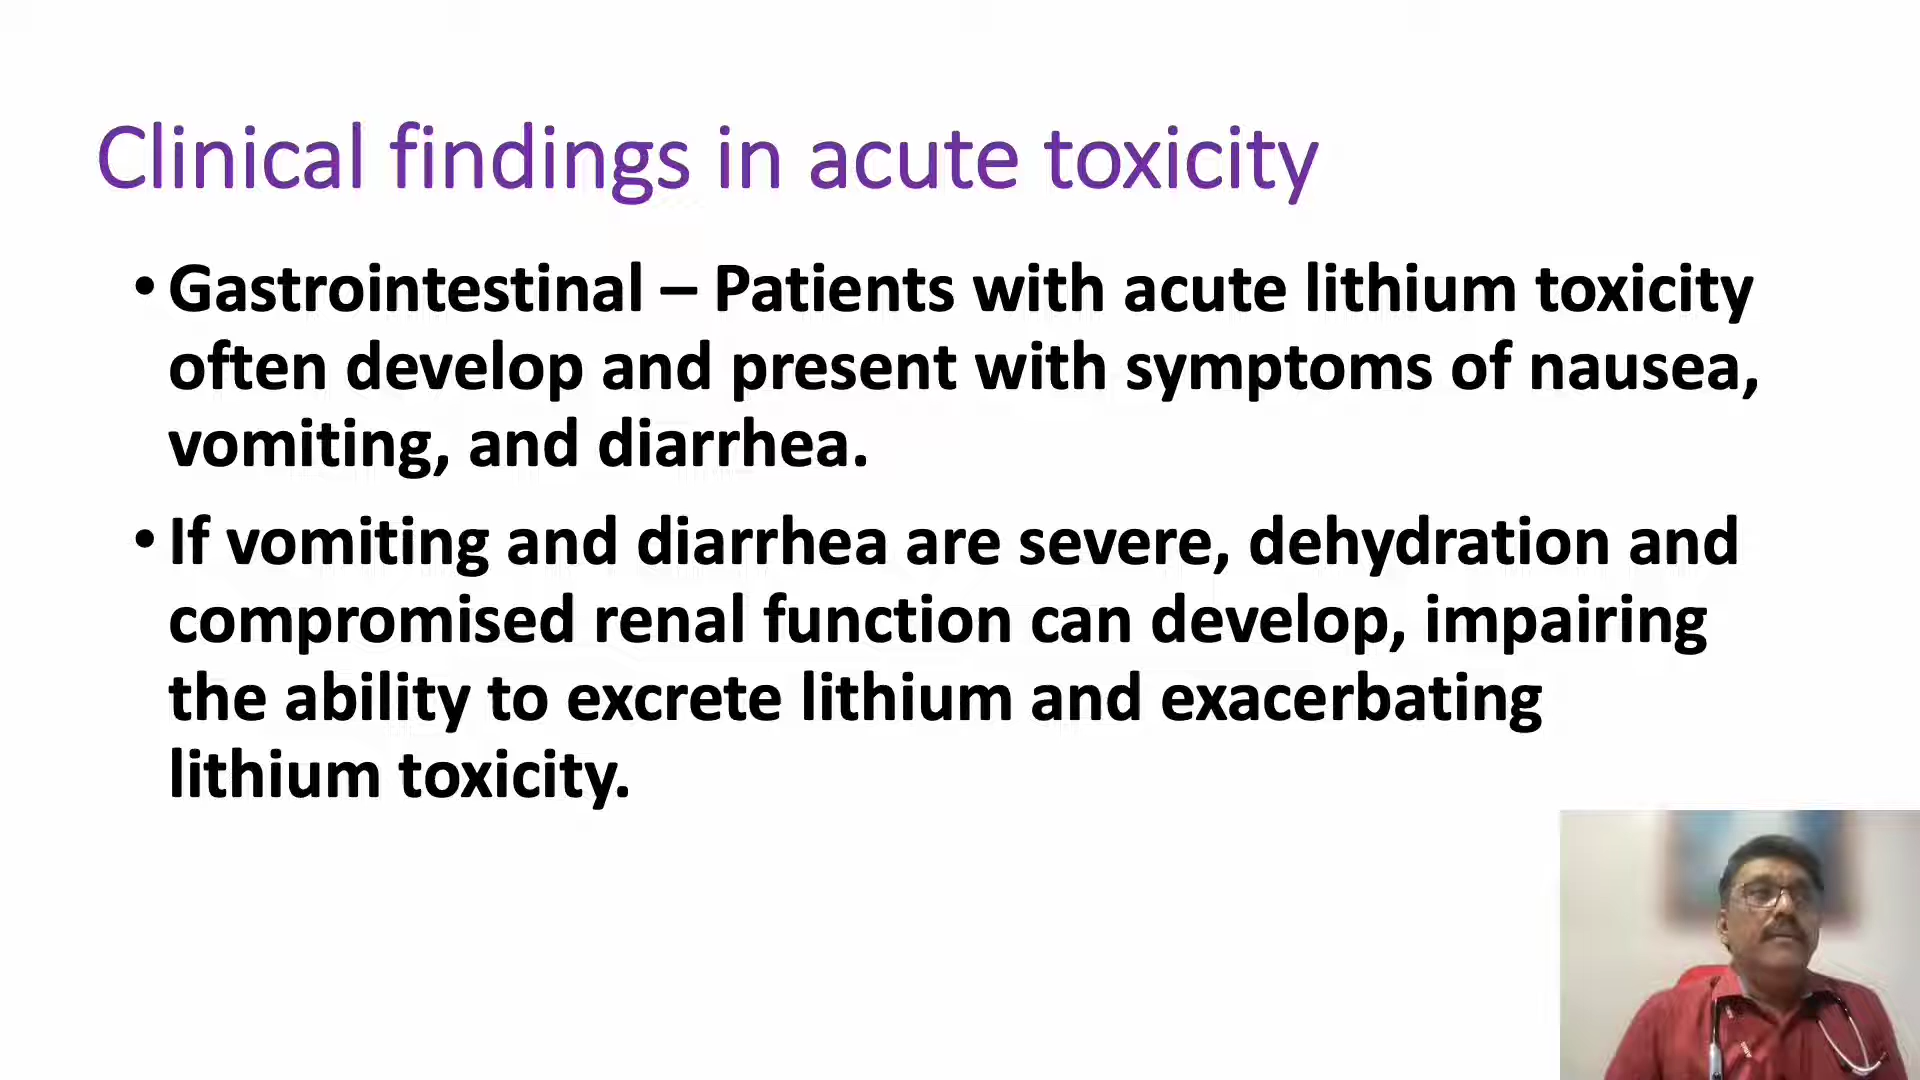 Clinical findings in acute toxicity
• Gastrointestinal – Patients with acute lithium toxicity
often develop and present with symptoms of nausea,
vomiting, and diarrhea.
• If vomiting and diarrhea are severe, dehydration and
compromised renal function can develop, impairing
the ability to excrete lithium and exacerbating
lithium toxicity.